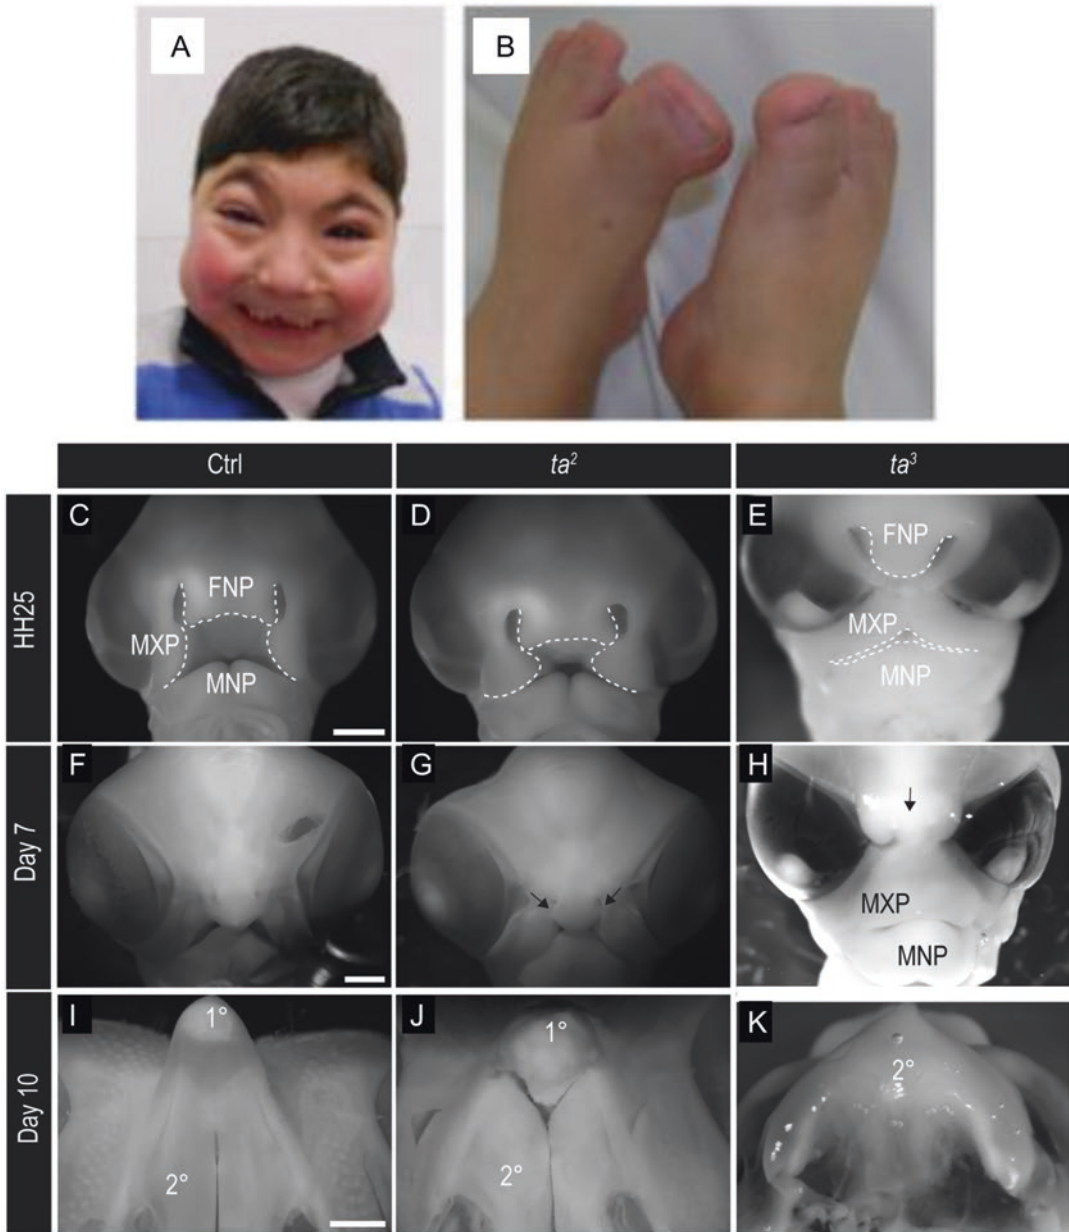 A B
Ctrl ta² ta³
HH25
C D E
FNP FNP
MXP MXP
MNP MNP
Day 7
F G H
MXP
MNP
Day 10
I J K
1° 1°
2° 2° 2°